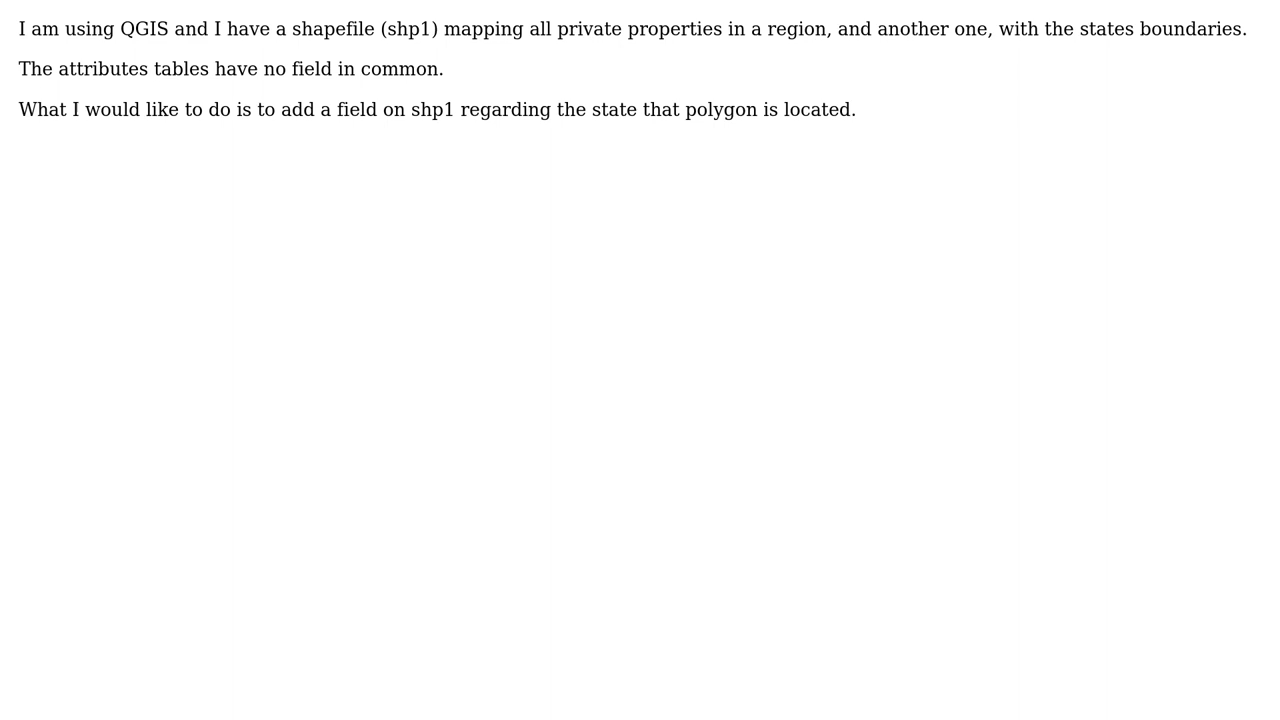 I am using QGIS and I have a shapefile (shp1) mapping all private properties in a region, and another one, with the states boundaries.
The attributes tables have no field in common.
What I would like to do is to add a field on shp1 regarding the state that polygon is located.